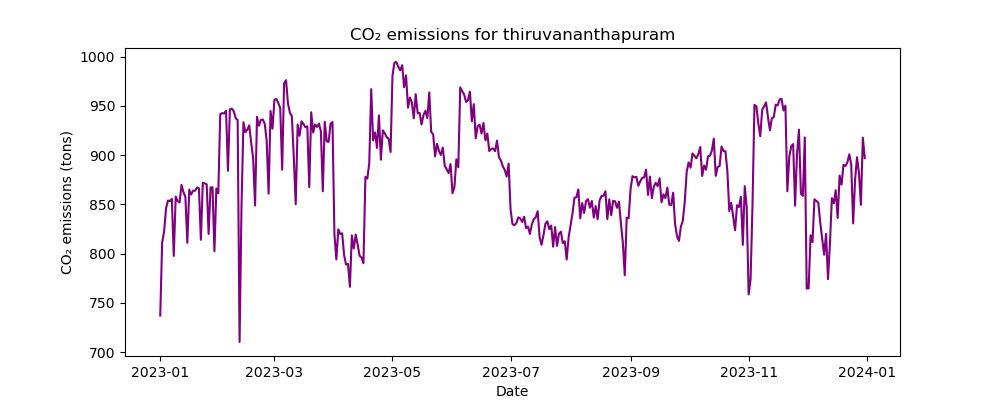 CO₂ emissions for thiruvananthapuram
CO₂ emissions (tons)
1000
950
900
850
800
750
700
2023-01 2023-03 2023-05 2023-07 2023-09 2023-11 2024-01
Date